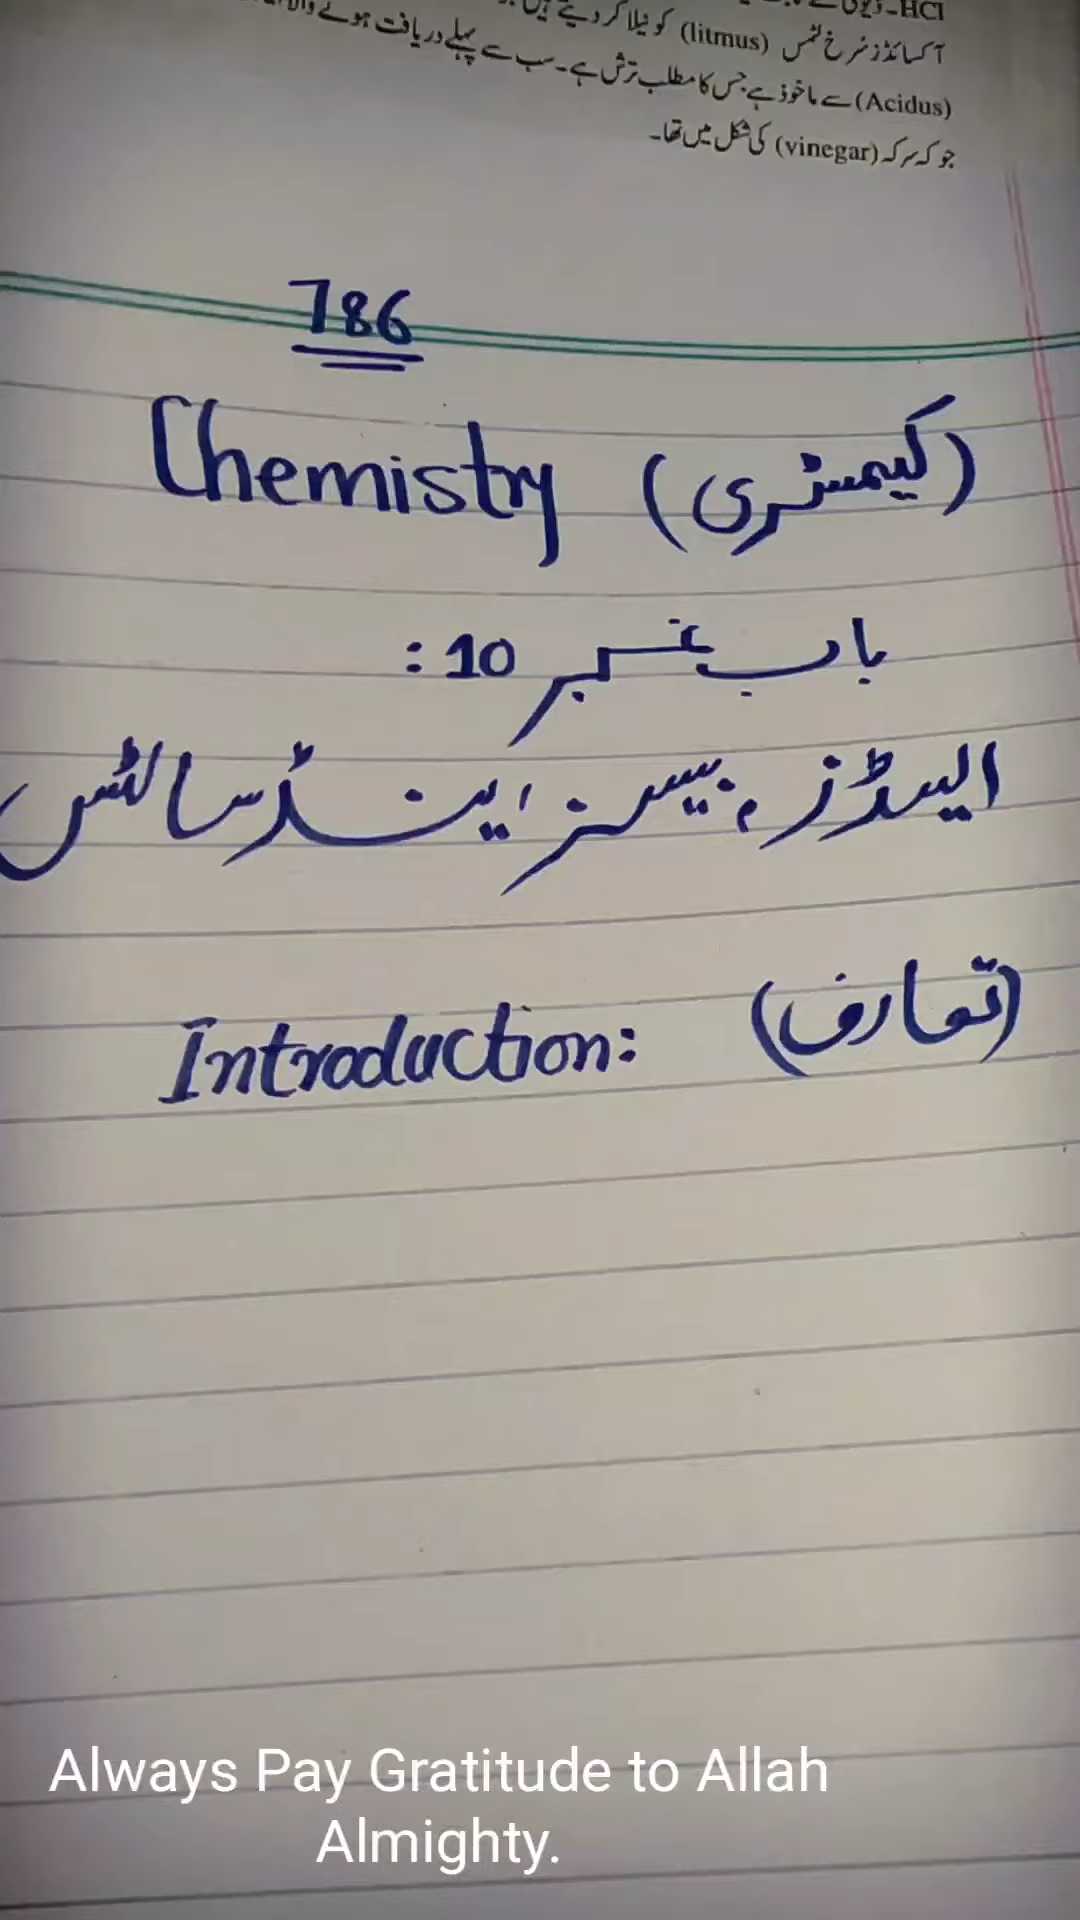 HCl
آکسائڈز سُرخ لٹمس (litmus) کو نیلا کر دیتے ہیں
(Acidus) سے ماخوذ ہے جس کا مطلب ترش ہے۔ سب سے پہلے دریافت ہونے والا
جو کہ سرکہ (vinegar) کی شکل میں تھا۔
786
Chemistry (کیمسٹری)
باب نمبر 10:
ایسڈز، بیسز اینڈ سالٹس
Introduction: (تعارف)
Always Pay Gratitude to Allah
Almighty.